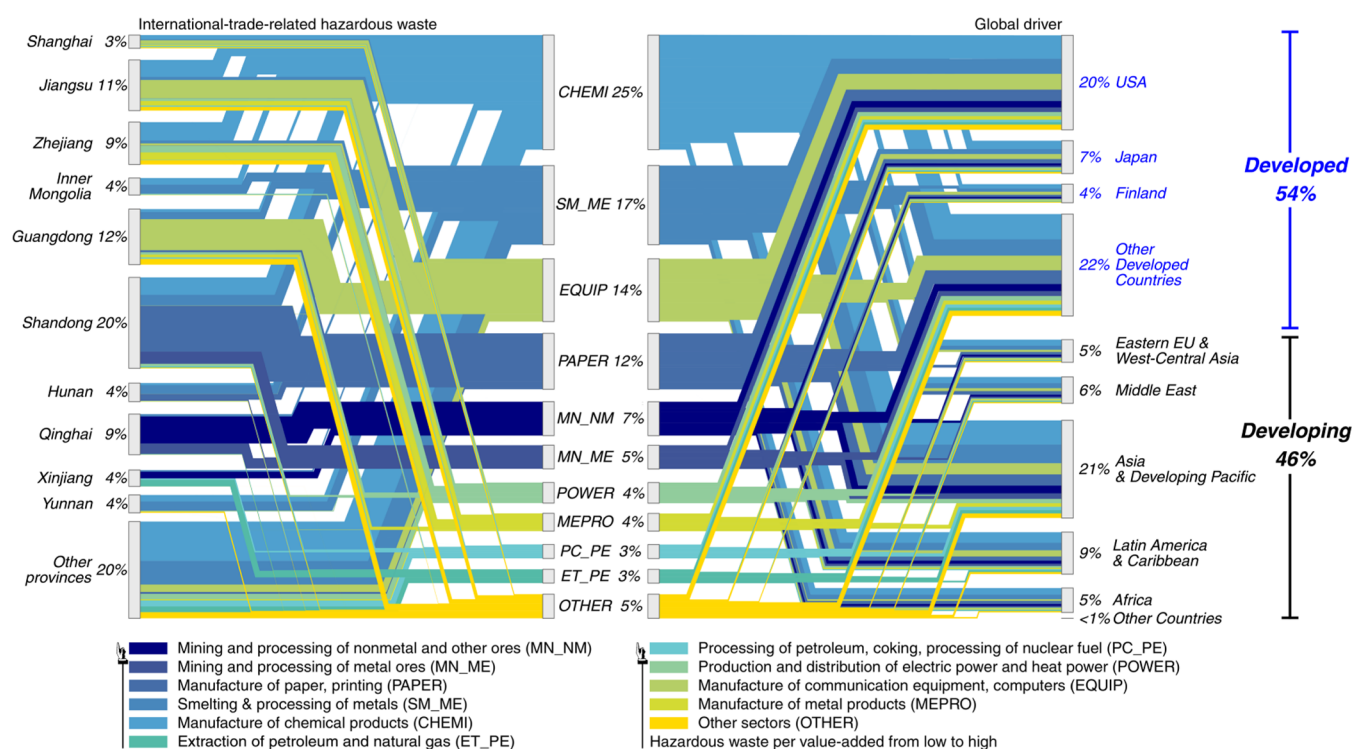 International-trade-related hazardous waste
Global driver
Shanghai 3%
Jiangsu 11%
Zhejiang 9%
Inner
Mongolia 4%
Guangdong 12%
Shandong 20%
Hunan 4%
Qinghai 9%
Xinjiang 4%
Yunnan 4%
Other
provinces 20%
CHEMI 25%
SM_ME 17%
EQUIP 14%
PAPER 12%
MN_NM 7%
MN_ME 5%
POWER 4%
MEPRO 4%
PC_PE 3%
ET_PE 3%
OTHER 5%
20% USA
7% Japan
4% Finland
22% Other
Developed
Countries
5% Eastern EU &
West-Central Asia
6% Middle East
21% Asia
& Developing Pacific
9% Latin America
& Caribbean
5% Africa
<1% Other Countries
Developed
54%
Developing
46%
Mining and processing of nonmetal and other ores (MN_NM)
Mining and processing of metal ores (MN_ME)
Manufacture of paper, printing (PAPER)
Smelting & processing of metals (SM_ME)
Manufacture of chemical products (CHEMI)
Extraction of petroleum and natural gas (ET_PE)
Processing of petroleum, coking, processing of nuclear fuel (PC_PE)
Production and distribution of electric power and heat power (POWER)
Manufacture of communication equipment, computers (EQUIP)
Manufacture of metal products (MEPRO)
Other sectors (OTHER)
Hazardous waste per value-added from low to high